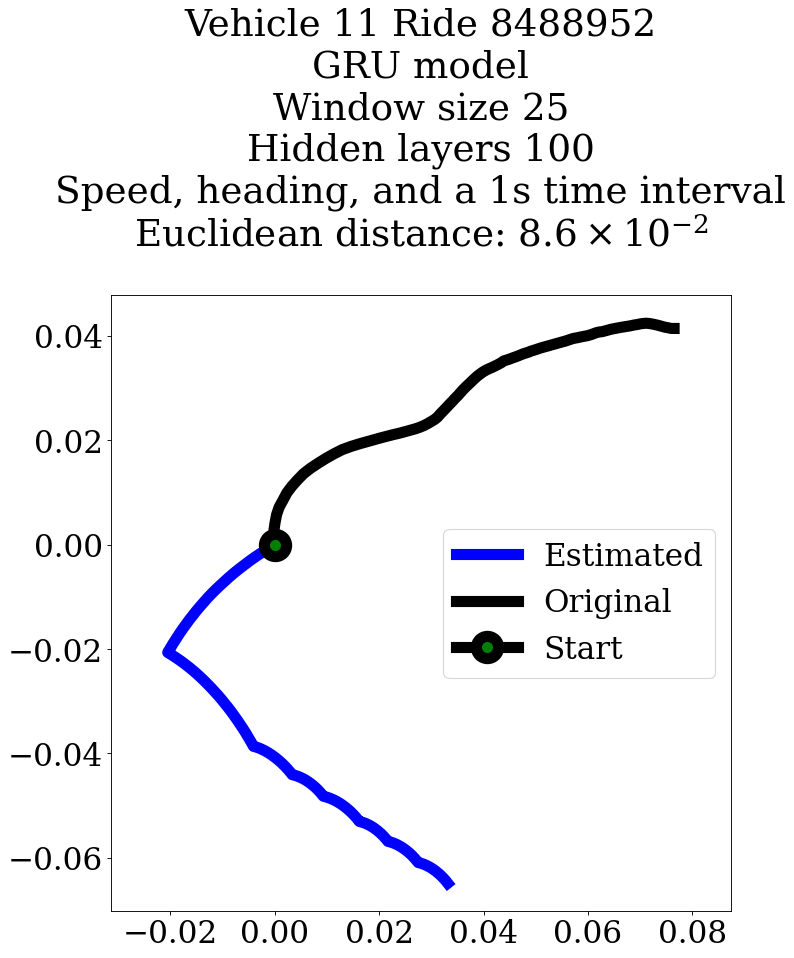 Vehicle 11 Ride 8488952
GRU model
Window size 25
Hidden layers 100
Speed, heading, and a 1s time interval
Euclidean distance: 8.6 × 10⁻²
0.04
0.02
0.00
−0.02
−0.04
−0.06
Estimated
Original
Start
−0.02 0.00 0.02 0.04 0.06 0.08